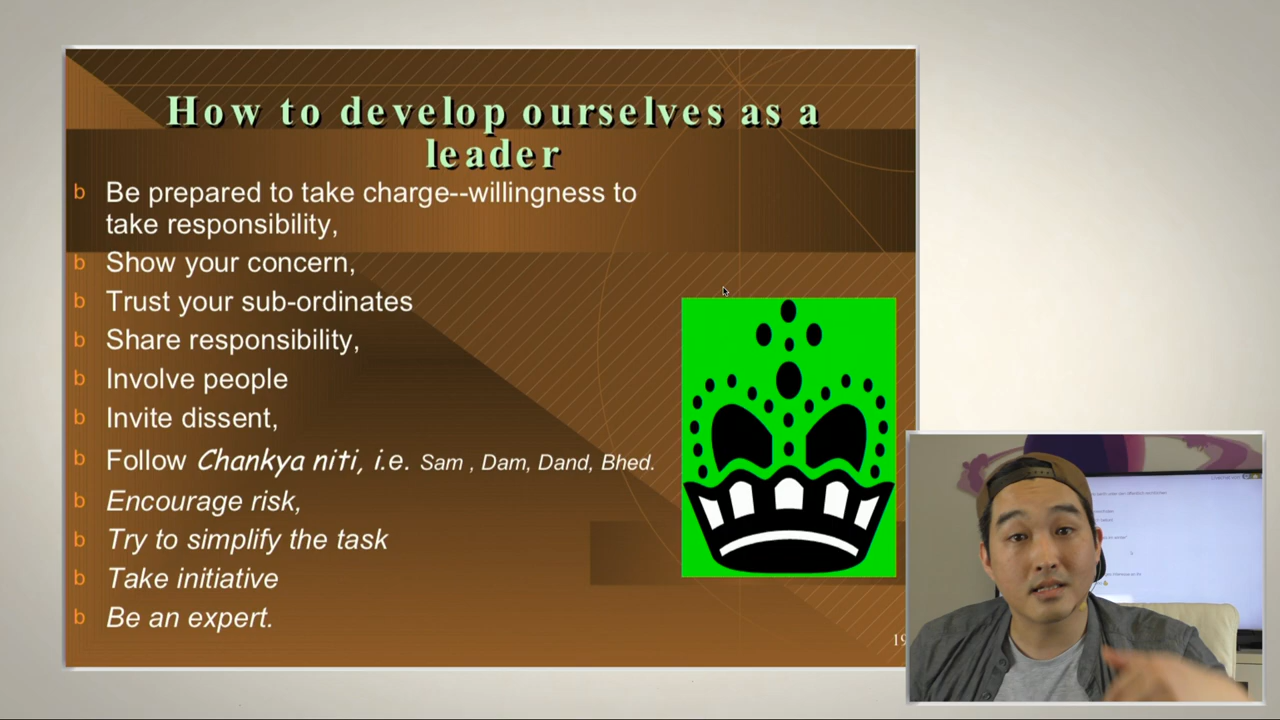 How to develop ourselves as a
leader
b Be prepared to take charge--willingness to
take responsibility,
b Show your concern,
b Trust your sub-ordinates
b Share responsibility,
b Involve people
b Invite dissent,
b Follow Chankya niti, i.e. Sam , Dam, Dand, Bhed.
b Encourage risk,
b Try to simplify the task
b Take initiative
b Be an expert.
19